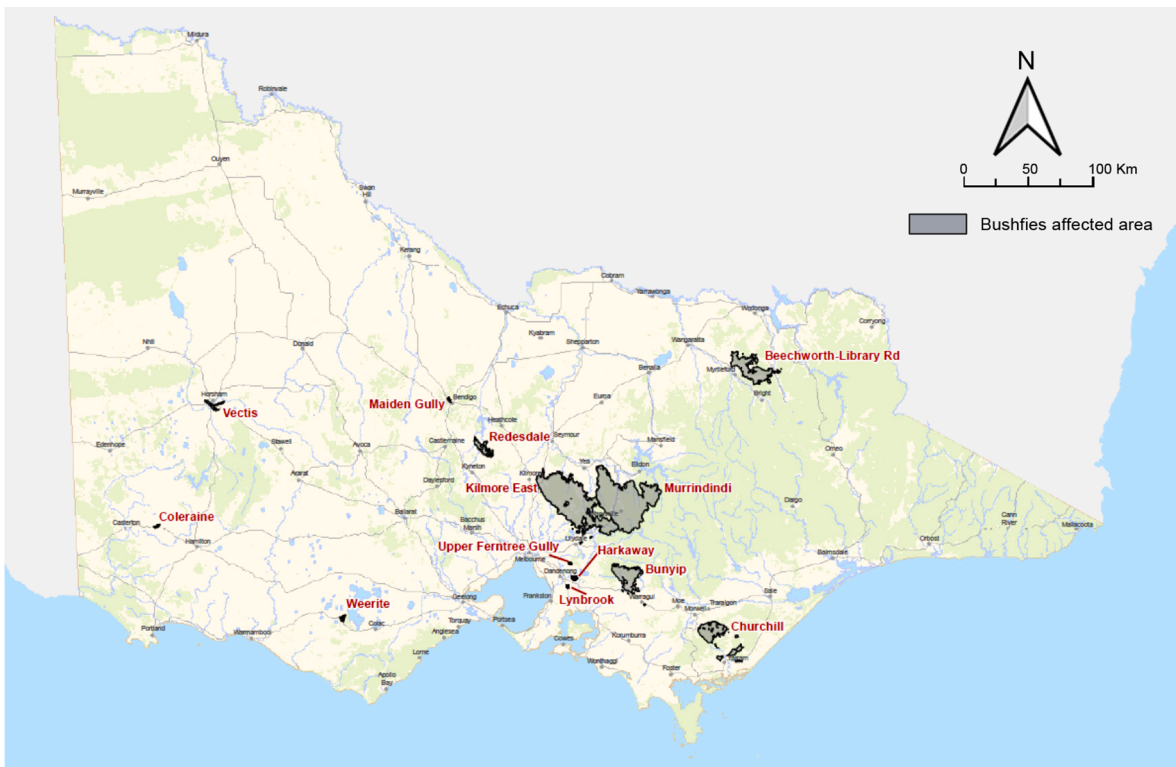 Mildura
Robinvale
N
0 50 100 Km
Ouyen
Murrayville
Swan
Hill
Bushfies affected area
Kerang
Cobram
Yarrawonga
Echuca
Wodonga
Corryong
Kyabram
Shepparton
Wangaratta
Nhill
Donald
Beechworth-Library Rd
Benalla
Myrtleford
Bright
Horsham
Vectis
Maiden Gully
Bendigo
Euroa
Heathcote
Redesdale
Seymour
Edenhope
Stawell
Avoca
Castlemaine
Mansfield
Omeo
Ararat
Kyneton
Yea
Eildon
Daylesford
Kilmore East
Murrindindi
Dargo
Coleraine
Casterton
Ballarat
Bacchus
Marsh
Cann
River
Mallacoota
Hamilton
Lilydale
Orbost
Upper Ferntree Gully
Harkaway
Melbourne
Bairnsdale
Dandenong
Bunyip
Weerite
Geelong
Frankston
Lynbrook
Warragul
Moe
Morwell
Traralgon
Sale
Portland
Warrnambool
Colac
Torquay
Portsea
Churchill
Anglesea
Cowes
Korumburra
Lorne
Wonthaggi
Foster
Yarram
Apollo
Bay